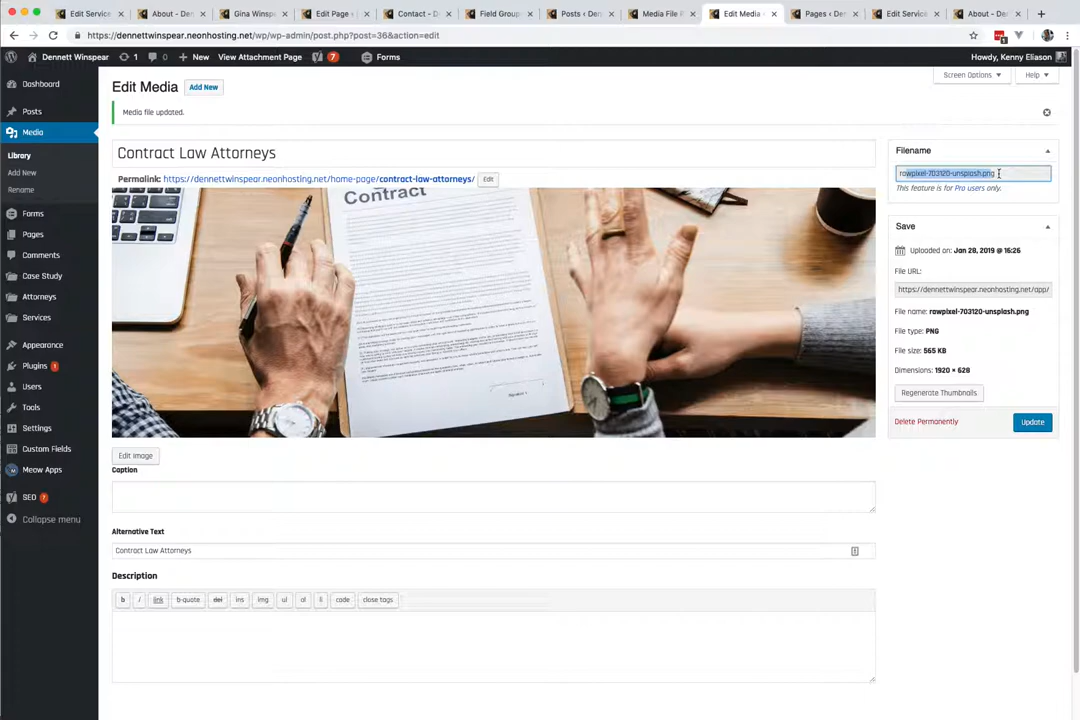 Edit Service
About - Den
Gina Winspe
Edit Page
Contact - D
Field Group
Posts ‹ Den
Media File R
Edit Media
Pages ‹ Den
Edit Service
About - Den
https://dennettwinspear.neonhosting.net/wp/wp-admin/post.php?post=36&action=edit
Dennett Winspear
1
0
New
View Attachment Page
7
Forms
Howdy, Kenny Eliason
Screen Options
Help
Dashboard
Posts
Media
Library
Add New
Rename
Forms
Pages
Comments
Case Study
Attorneys
Services
Appearance
Plugins 1
Users
Tools
Settings
Custom Fields
Meow Apps
SEO 7
Collapse menu
Edit Media
Add New
Media file updated.
Contract Law Attorneys
Permalink: https://dennettwinspear.neonhosting.net/home-page/contract-law-attorneys/
Edit
Contract
Edit Image
Caption
Alternative Text
Contract Law Attorneys
Description
b
i
link
b-quote
del
ins
img
ul
ol
li
code
close tags
Filename
rawpixel-703120-unsplash.png
This feature is for Pro users only.
Save
Uploaded on: Jan 28, 2019 @ 16:26
File URL:
https://dennettwinspear.neonhosting.net/app/
File name: rawpixel-703120-unsplash.png
File type: PNG
File size: 565 KB
Dimensions: 1920 × 628
Regenerate Thumbnails
Delete Permanently
Update